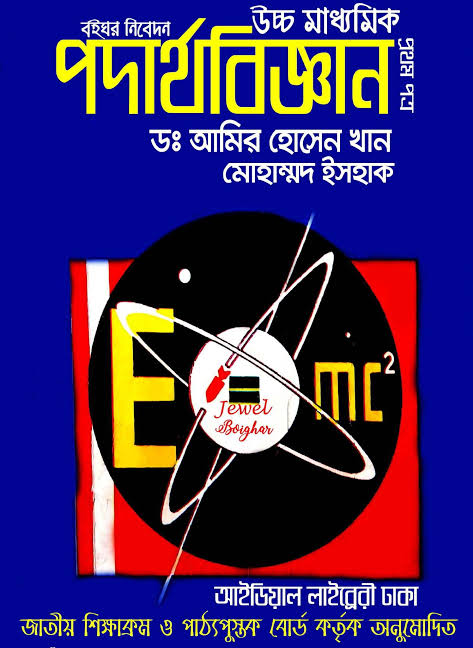 বইঘর নিবেদন
উচ্চ মাধ্যমিক
পদার্থবিজ্ঞান
প্রথম পত্র
ডঃ আমির হোসেন খান
মোহাম্মদ ইসহাক
E = mc²
Jewel
Boighar
আইডিয়াল লাইব্রেরী ঢাকা
জাতীয় শিক্ষাক্রম ও পাঠ্যপুস্তক বোর্ড কর্তৃক অনুমোদিত